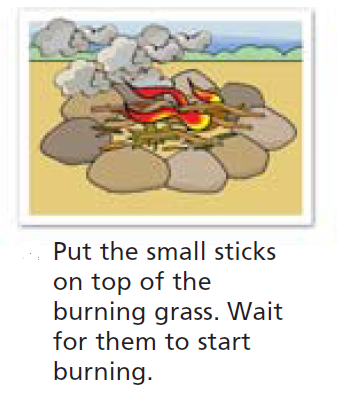 Put the small sticks
on top of the
burning grass. Wait
for them to start
burning.